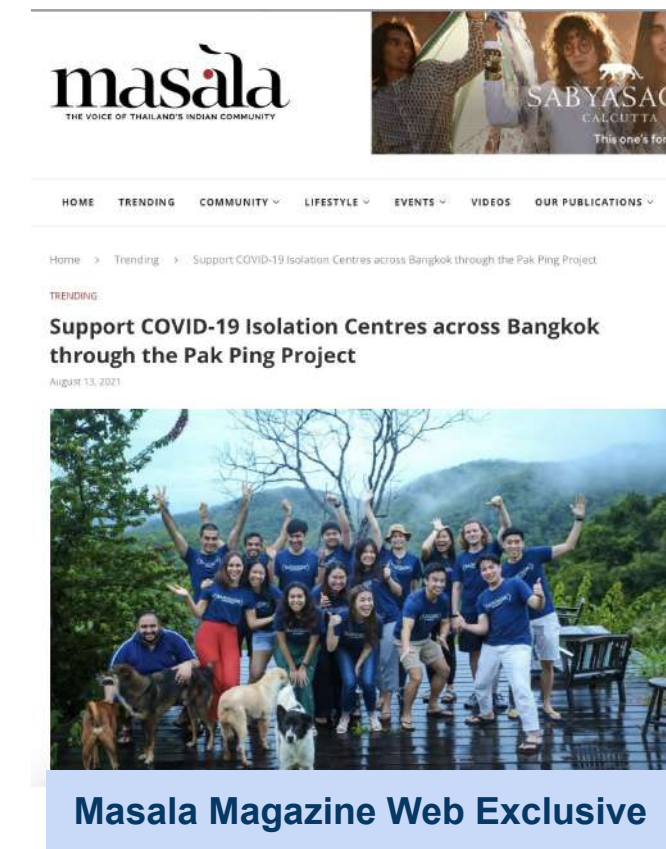 masala
THE VOICE OF THAILAND'S INDIAN COMMUNITY
SABYASAC
CALCUTTA
This one's for
HOME TRENDING COMMUNITY LIFESTYLE EVENTS VIDEOS OUR PUBLICATIONS
Home > Trending > Support COVID-19 Isolation Centres across Bangkok through the Pak Ping Project
TRENDING
Support COVID-19 Isolation Centres across Bangkok
through the Pak Ping Project
August 13, 2021
Masala Magazine Web Exclusive